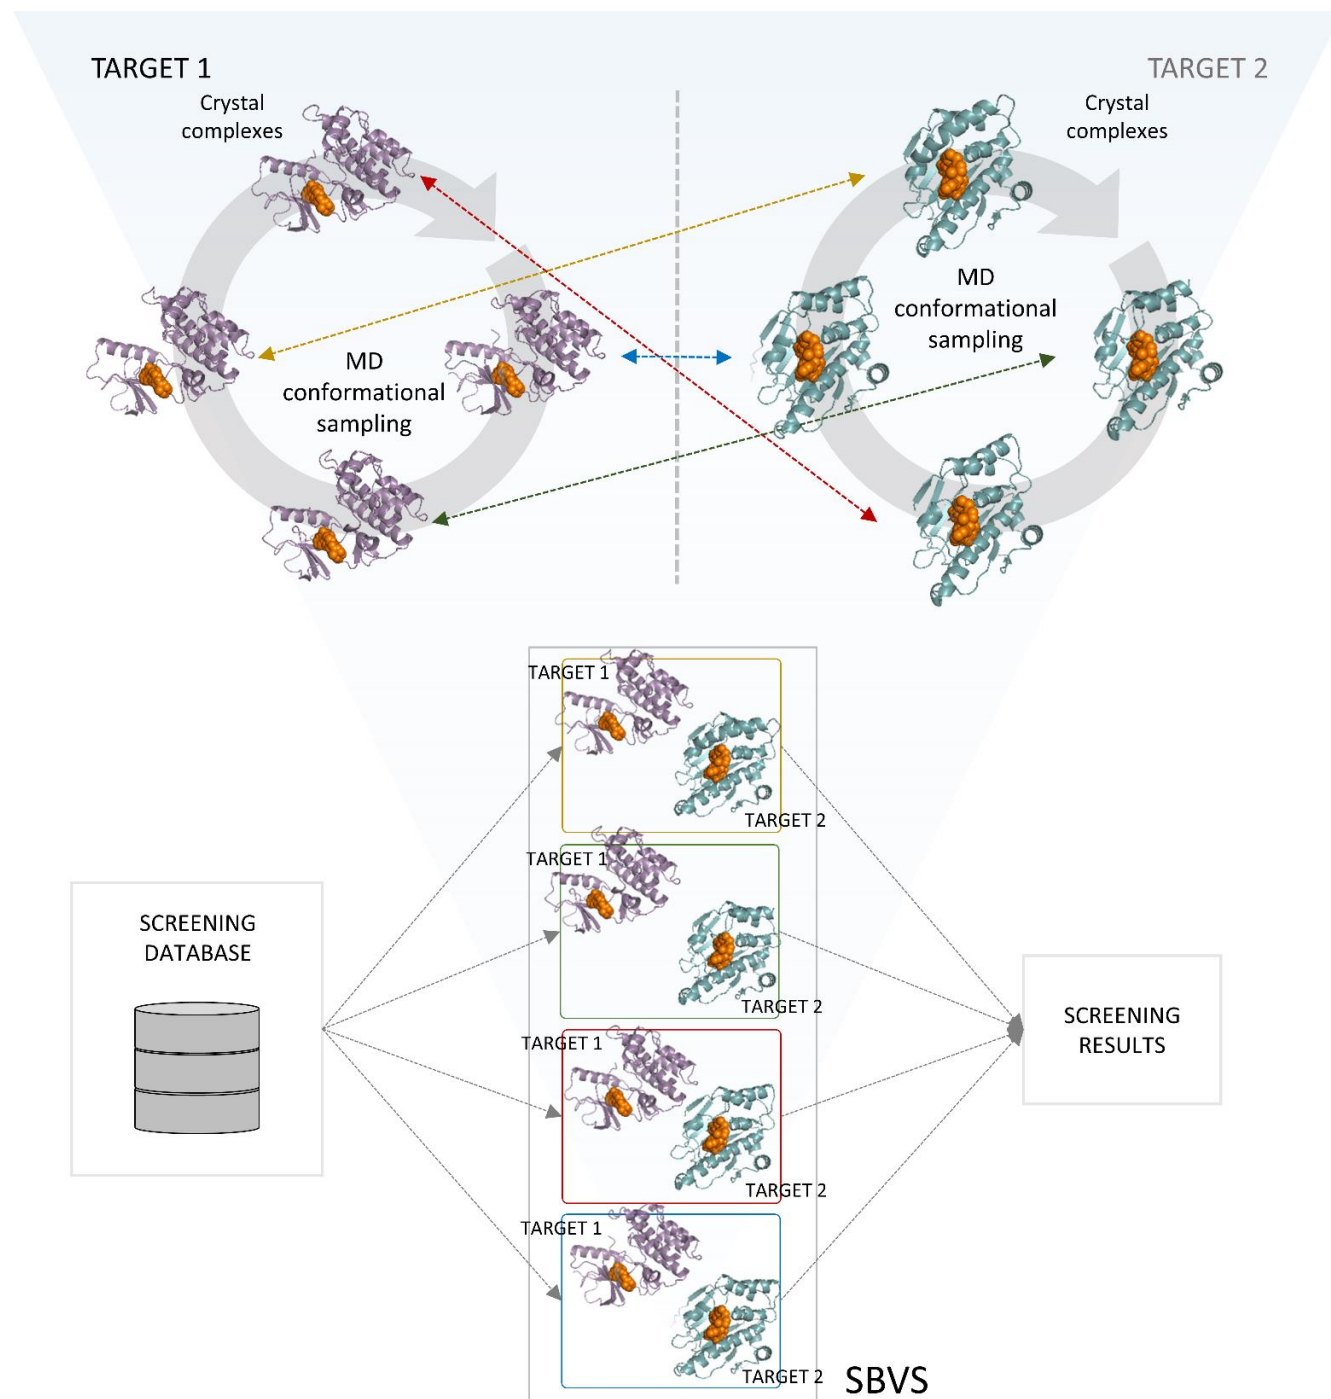 TARGET 1
TARGET 2
Crystal
complexes
Crystal
complexes
MD
conformational
sampling
MD
conformational
sampling
TARGET 1
TARGET 2
TARGET 1
TARGET 2
TARGET 1
TARGET 2
TARGET 1
TARGET 2
SCREENING
DATABASE
SCREENING
RESULTS
SBVS